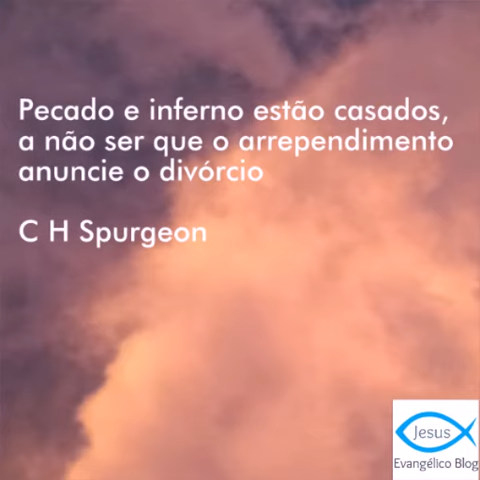 Pecado e inferno estão casados,
a não ser que o arrependimento
anuncie o divórcio
C H Spurgeon
Jesus
Evangélico Blog